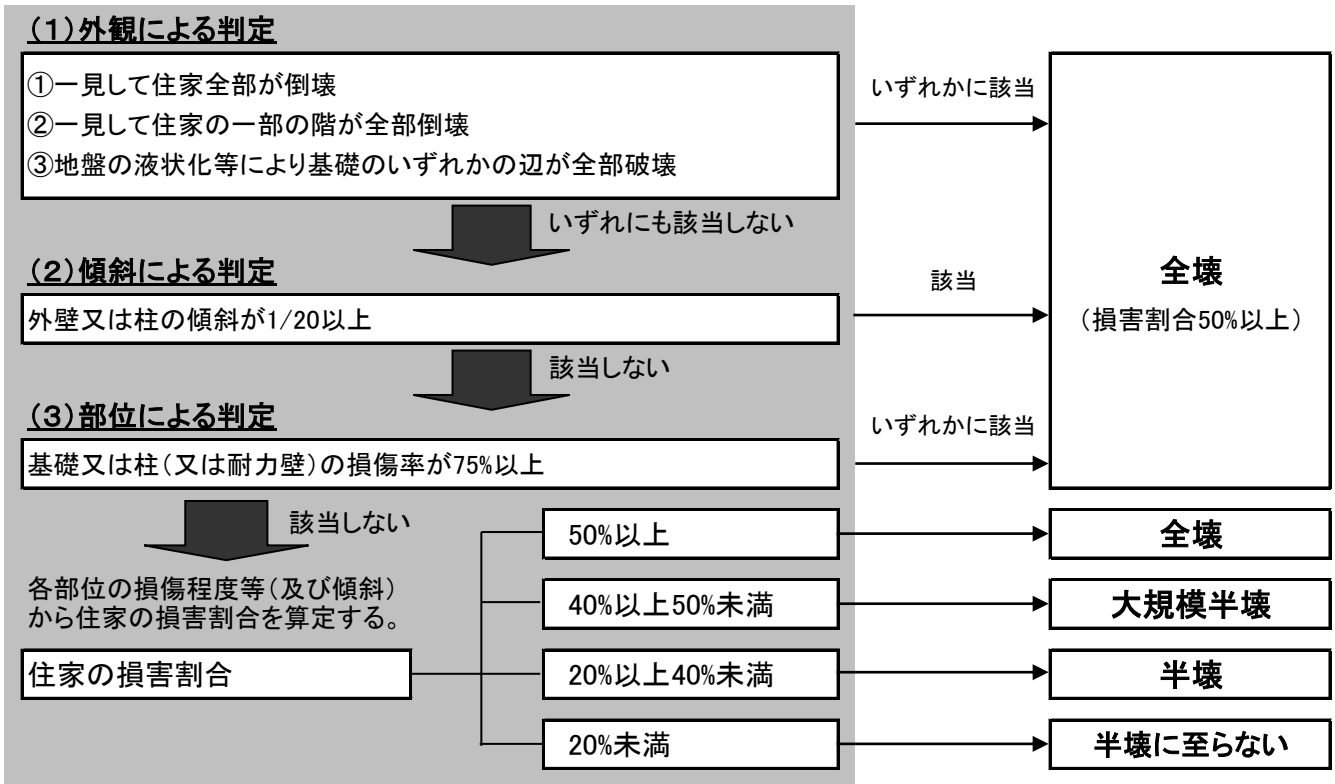 (1)外観による判定
①一見して住家全部が倒壊
②一見して住家の一部の階が全部倒壊
③地盤の液状化等により基礎のいずれかの辺が全部破壊
いずれかに該当
いずれにも該当しない
(2)傾斜による判定
外壁又は柱の傾斜が1/20以上
該当
全壊
(損害割合50%以上)
該当しない
(3)部位による判定
基礎又は柱(又は耐力壁)の損傷率が75%以上
いずれかに該当
該当しない
各部位の損傷程度等(及び傾斜)
から住家の損害割合を算定する。
住家の損害割合
50%以上
全壊
40%以上50%未満
大規模半壊
20%以上40%未満
半壊
20%未満
半壊に至らない